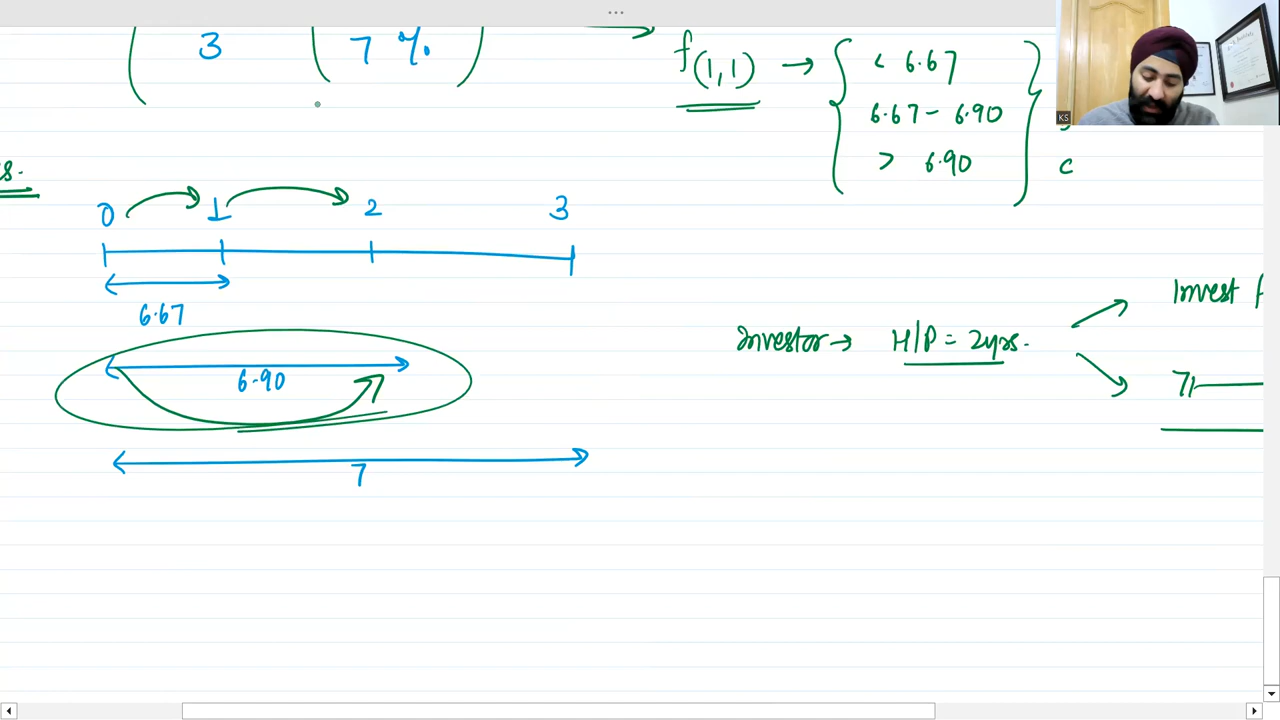 3 7 %
f(1,1) → { < 6.67
6.67 - 6.90
> 6.90 } c
s.
0 1 2 3
6.67
6.90
7
Investor → H/P = 2yrs.
Invest f